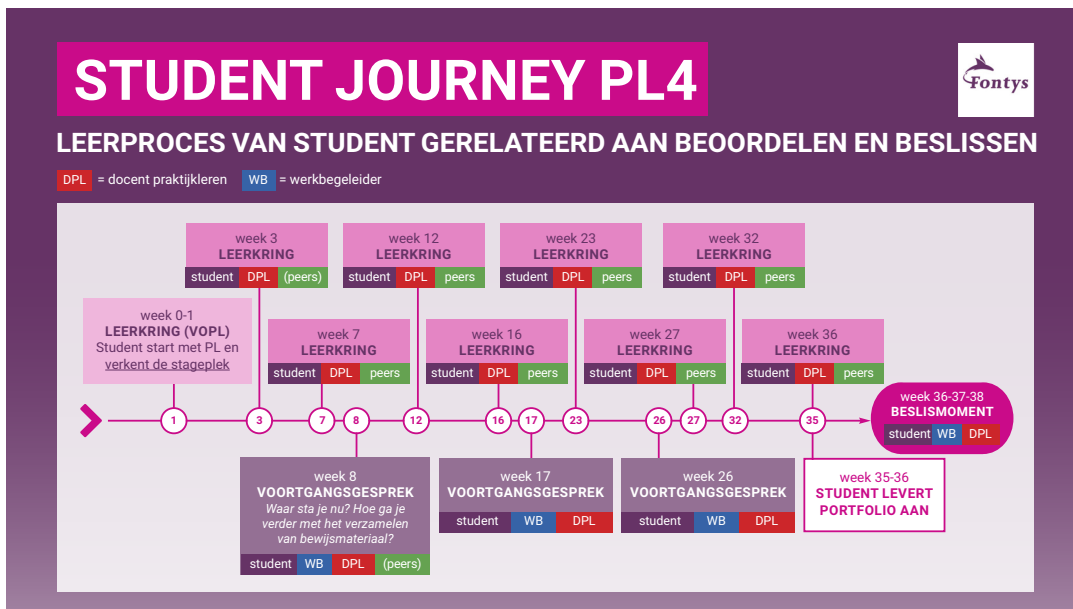 STUDENT JOURNEY PL4
Fontys
LEERPROCES VAN STUDENT GERELATEERD AAN BEOORDELEN EN BESLISSEN
DPL = docent praktijkleren WB = werkbegeleider
week 3
LEERKRING
student DPL (peers)
week 12
LEERKRING
student DPL peers
week 23
LEERKRING
student DPL peers
week 32
LEERKRING
student DPL peers
week 0-1
LEERKRING (VOPL)
Student start met PL en
verkent de stageplek
week 7
LEERKRING
student DPL peers
week 16
LEERKRING
student DPL peers
week 27
LEERKRING
student DPL peers
week 36
LEERKRING
student DPL peers
1 3 7 8 12 16 17 23 26 27 32 35
week 36-37-38
BESLISMOMENT
student WB DPL
week 8
VOORTGANGSGESPREK
Waar sta je nu? Hoe ga je
verder met het verzamelen
van bewijsmateriaal?
student WB DPL (peers)
week 17
VOORTGANGSGESPREK
student WB DPL
week 26
VOORTGANGSGESPREK
student WB DPL
week 35-36
STUDENT LEVERT
PORTFOLIO AAN